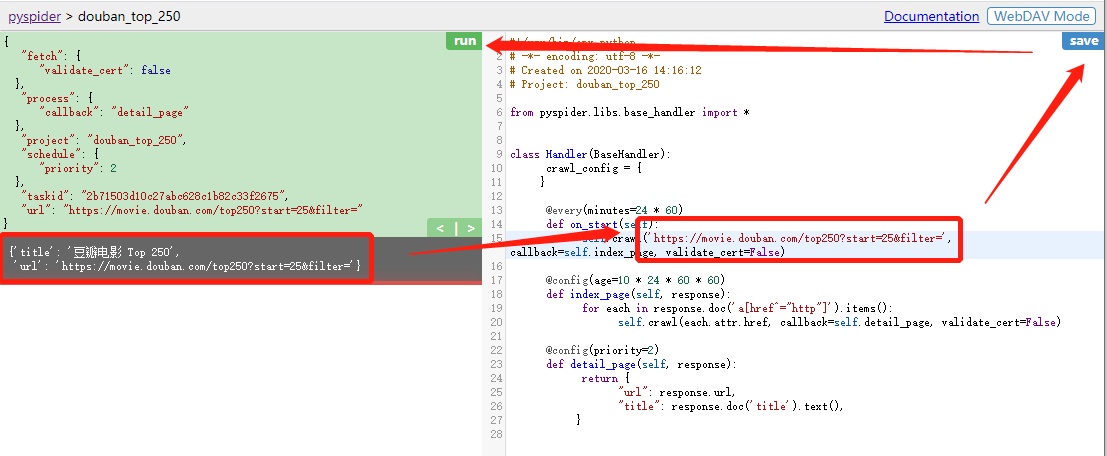 pyspider > douban_top_250
Documentation
WebDAV Mode
run
{
"fetch": {
"validate_cert": false
},
"process": {
"callback": "detail_page"
},
"project": "douban_top_250",
"schedule": {
"priority": 2
},
"taskid": "2b71503d10c27abc628c1b82c33f2675",
"url": "https://movie.douban.com/top250?start=25&filter="
}
< | >
{'title': '豆瓣电影 Top 250',
'url': 'https://movie.douban.com/top250?start=25&filter='}
save
2 # -*- encoding: utf-8 -*-
3 # Created on 2020-03-16 14:16:12
4 # Project: douban_top_250
5
6 from pyspider.libs.base_handler import *
7
8
9 class Handler(BaseHandler):
10 crawl_config = {
11 }
12
13 @every(minutes=24 * 60)
14 def on_start(self):
15 self.crawl('https://movie.douban.com/top250?start=25&filter=',
callback=self.index_page, validate_cert=False)
16
17 @config(age=10 * 24 * 60 * 60)
18 def index_page(self, response):
19 for each in response.doc('a[href^="http"]').items():
20 self.crawl(each.attr.href, callback=self.detail_page, validate_cert=False)
21
22 @config(priority=2)
23 def detail_page(self, response):
24 return {
25 "url": response.url,
26 "title": response.doc('title').text(),
27 }
28